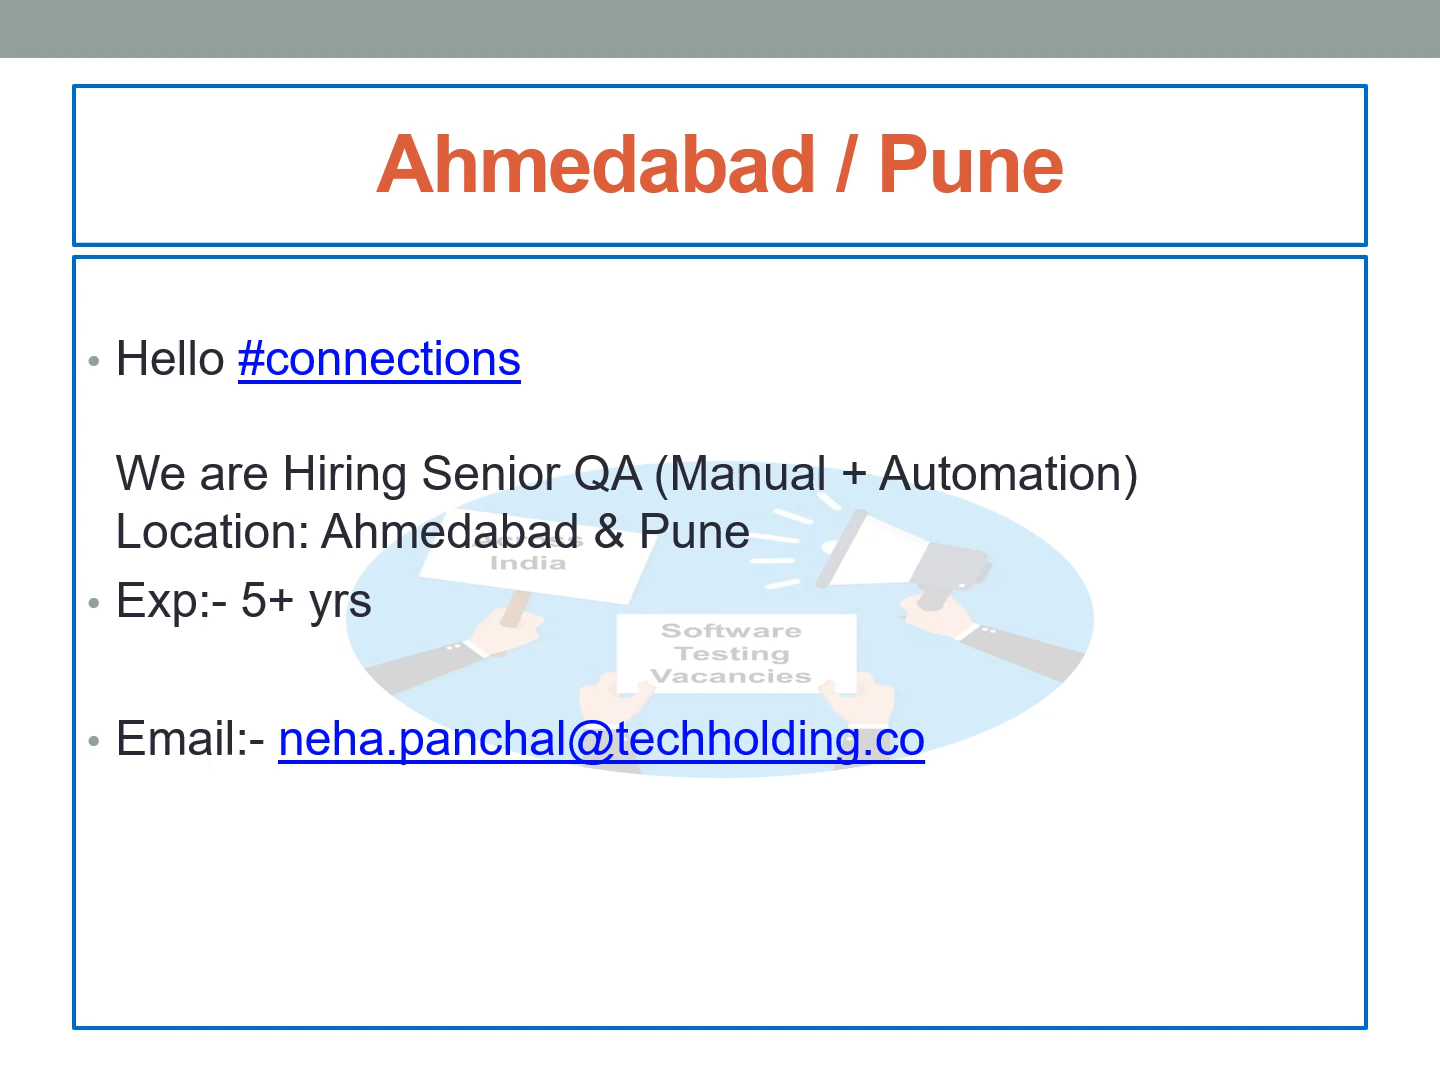 Ahmedabad / Pune
• Hello #connections
We are Hiring Senior QA (Manual + Automation)
Location: Ahmedabad & Pune
• Exp:- 5+ yrs
• Email:- neha.panchal@techholding.co
Across
India
Software
Testing
Vacancies